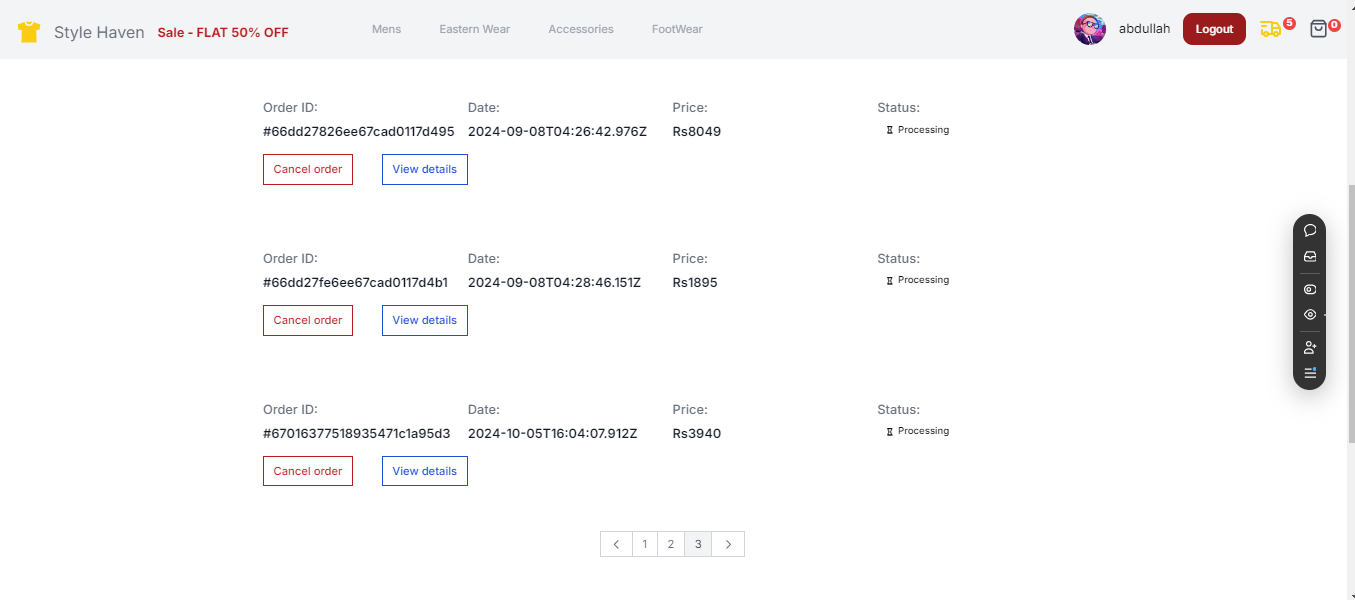 Style Haven Sale - FLAT 50% OFF Mens Eastern Wear Accessories FootWear abdullah Logout 5 0
Order ID: Date: Price: Status:
#66dd27826ee67cad0117d495 2024-09-08T04:26:42.976Z Rs8049 Processing
Cancel order View details
Order ID: Date: Price: Status:
#66dd27fe6ee67cad0117d4b1 2024-09-08T04:28:46.151Z Rs1895 Processing
Cancel order View details
Order ID: Date: Price: Status:
#67016377518935471c1a95d3 2024-10-05T16:04:07.912Z Rs3940 Processing
Cancel order View details
1 2 3